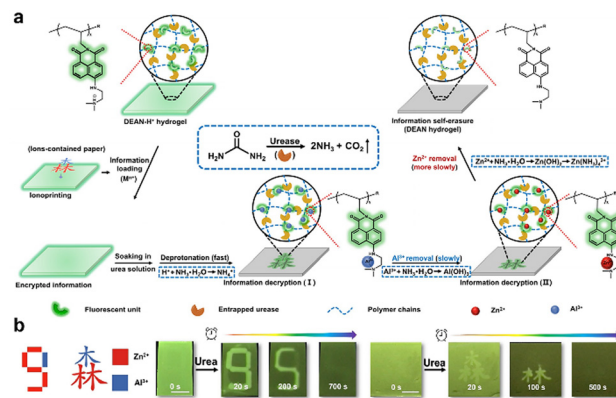 a
DEAN-H⁺ hydrogel
(Ions-contained paper)
Ionoprinting
Information
loading
(Mⁿ⁺)
Encrypted information
Soaking in
urea solution
Deprotonation (fast)
H⁺+NH₃·H₂O→NH₄⁺
H₂N
O
NH₂
Urease
2NH₃ + CO₂
Information decryption (I)
Al³⁺ removal (slowly)
Al³⁺+ NH₃·H₂O→Al(OH)₃
Information decryption (II)
Zn²⁺ removal
(more slowly)
Zn²⁺+NH₃·H₂O→Zn(OH)₂→Zn(NH₃)₄²⁺
Information self-erasure
(DEAN hydrogel)
Fluorescent unit
Entrapped urease
Polymer chains
Zn²⁺
Al³⁺
b
9
木
林
Zn²⁺
Al³⁺
0 s
Urea
20 s
200 s
700 s
0 s
Urea
20 s
100 s
500 s